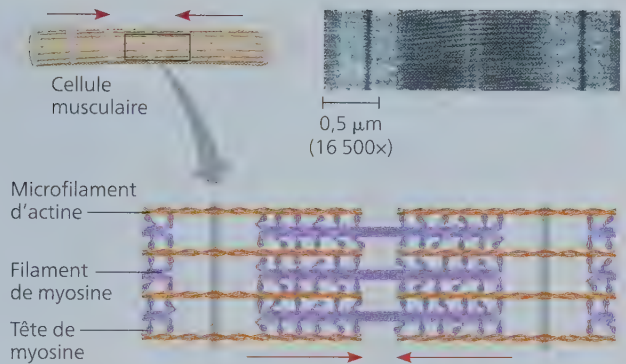 Cellule
musculaire
0,5 µm
(16 500×)
Microfilament
d'actine
Filament
de myosine
Tête de
myosine